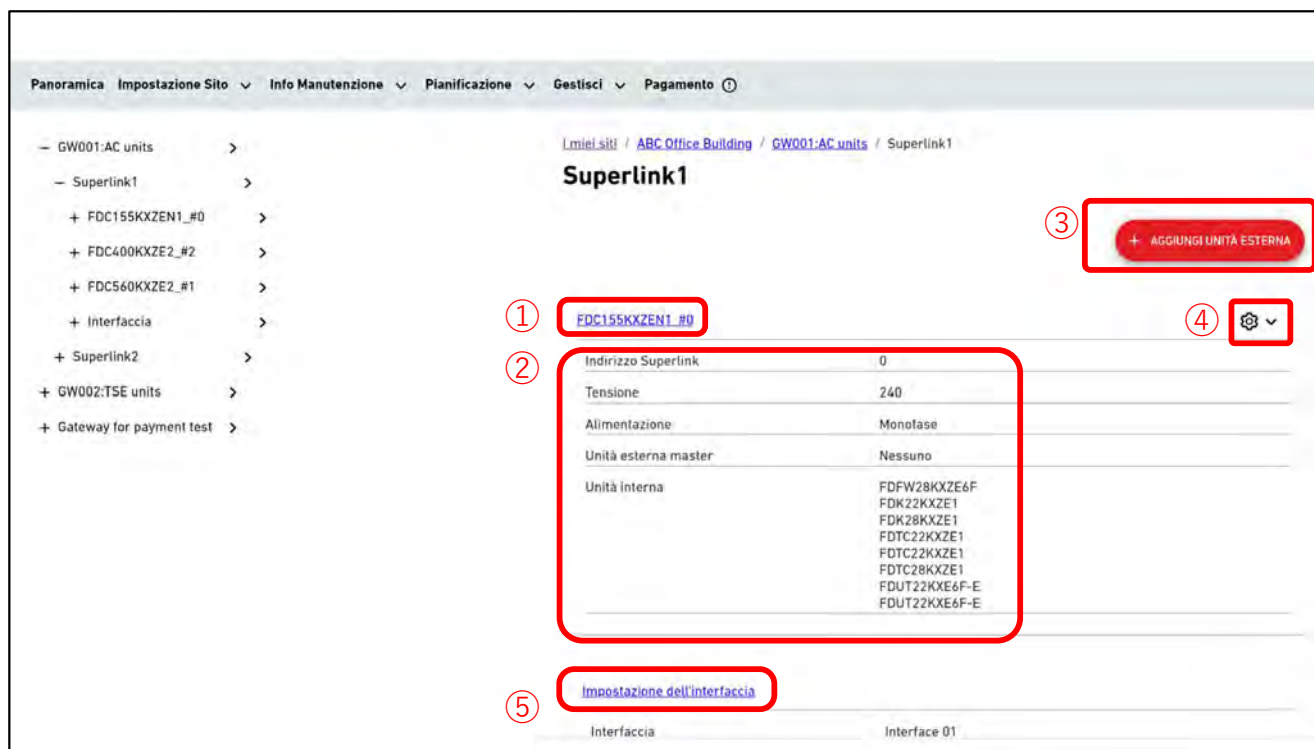 Panoramica Impostazione Sito Info Manutenzione Pianificazione Gestisci Pagamento
− GW001:AC units >
− Superlink1 >
+ FDC155KXZEN1_#0 >
+ FDC400KXZE2_#2 >
+ FDC560KXZE2_#1 >
+ Interfaccia >
+ Superlink2 >
+ GW002:TSE units >
+ Gateway for payment test >
I miei siti / ABC Office Building / GW001:AC units / Superlink1
Superlink1
③ + AGGIUNGI UNITÀ ESTERNA
① FDC155KXZEN1_#0
④
②
Indirizzo Superlink 0
Tensione 240
Alimentazione Monofase
Unità esterna master Nessuno
Unità interna FDFW28KXZE6F
FDK22KXZE1
FDK28KXZE1
FDTC22KXZE1
FDTC22KXZE1
FDTC28KXZE1
FDUT22KXE6F-E
FDUT22KXE6F-E
⑤ Impostazione dell'interfaccia
Interfaccia Interface 01